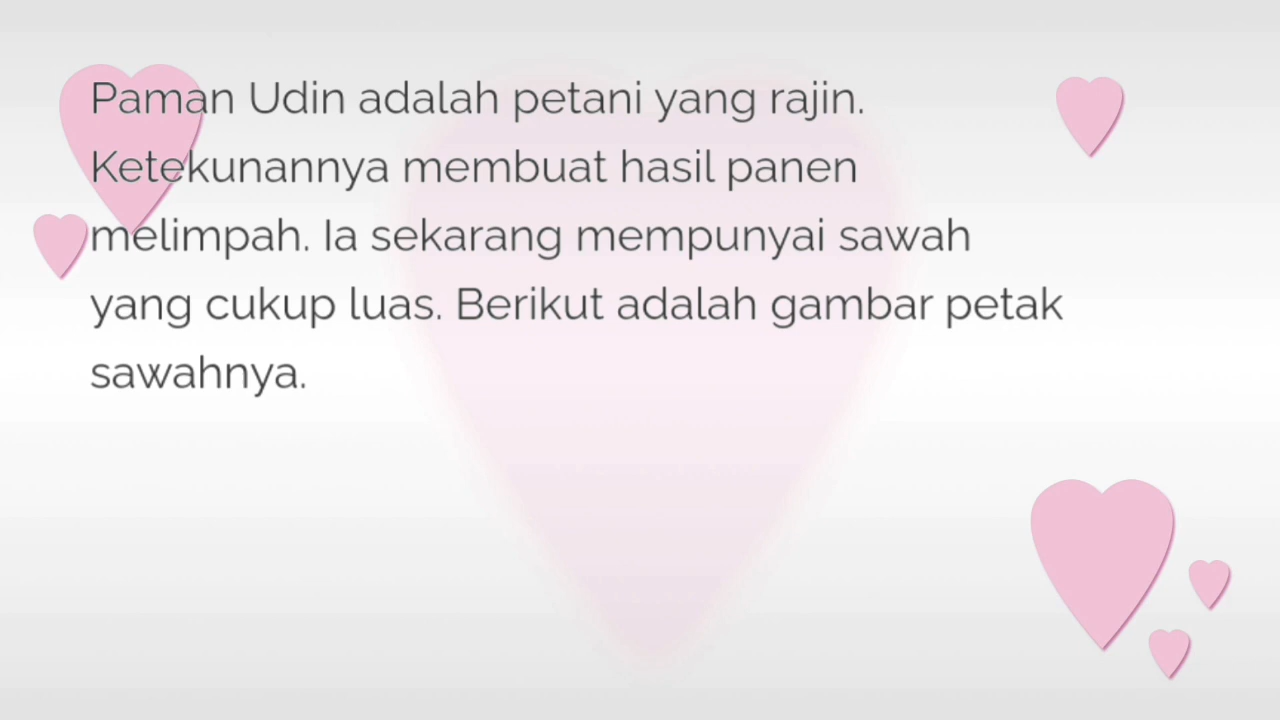 Paman Udin adalah petani yang rajin.
Ketekunannya membuat hasil panen
melimpah. Ia sekarang mempunyai sawah
yang cukup luas. Berikut adalah gambar petak
sawahnya.